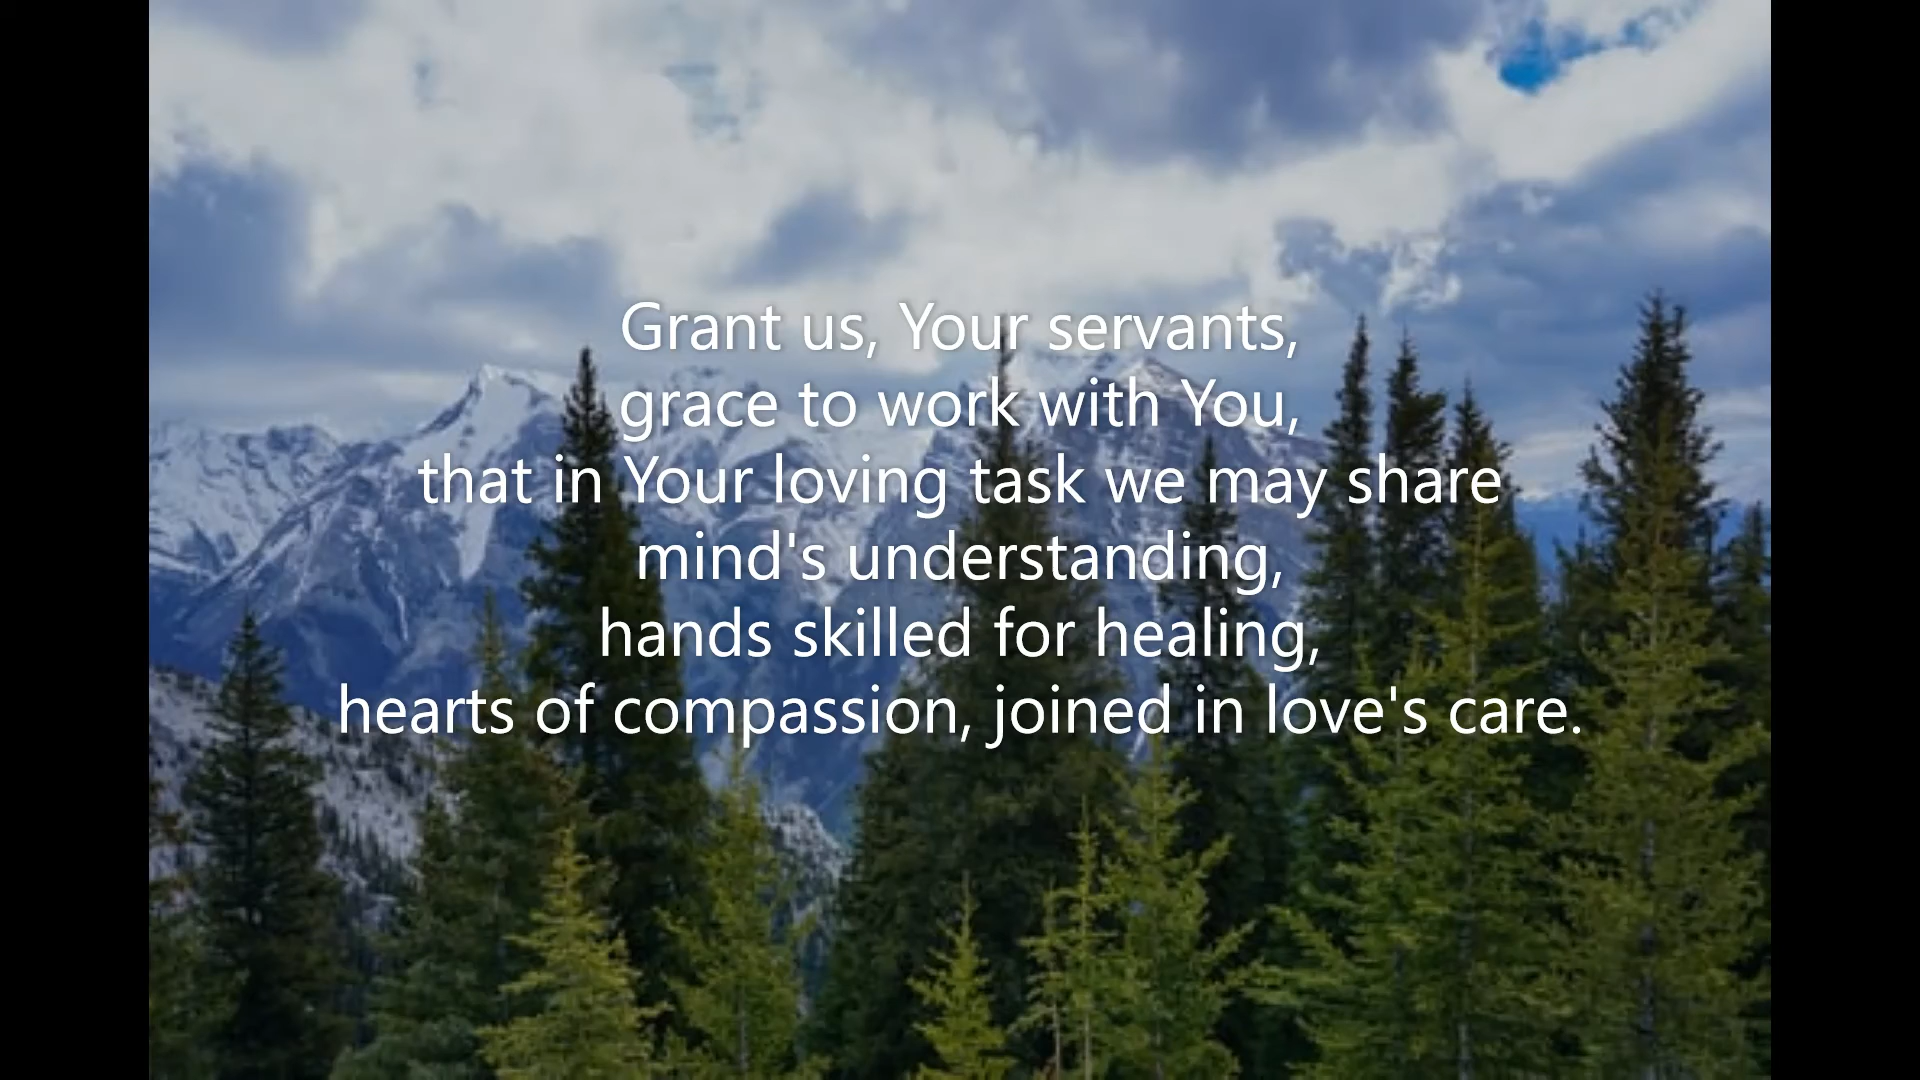 Grant us, Your servants,
grace to work with You,
that in Your loving task we may share
mind's understanding,
hands skilled for healing,
hearts of compassion, joined in love's care.